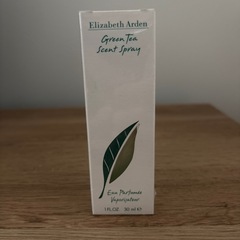 Elizabeth Arden
Green Tea
Scent Spray
Eau Parfumée
Vaporisateur
1 FL.OZ 30 ml e